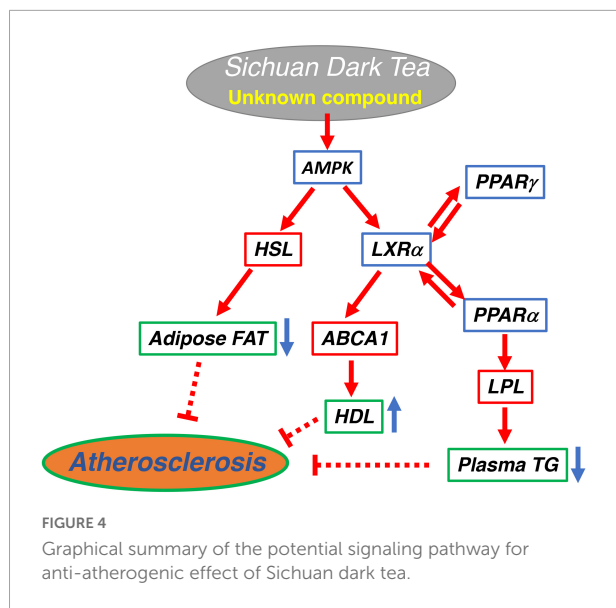 Sichuan Dark Tea
Unknown compound
AMPK
PPARγ
HSL
LXRα
PPARα
Adipose FAT
ABCA1
LPL
HDL
Atherosclerosis
Plasma TG
FIGURE 4
Graphical summary of the potential signaling pathway for
anti-atherogenic effect of Sichuan dark tea.